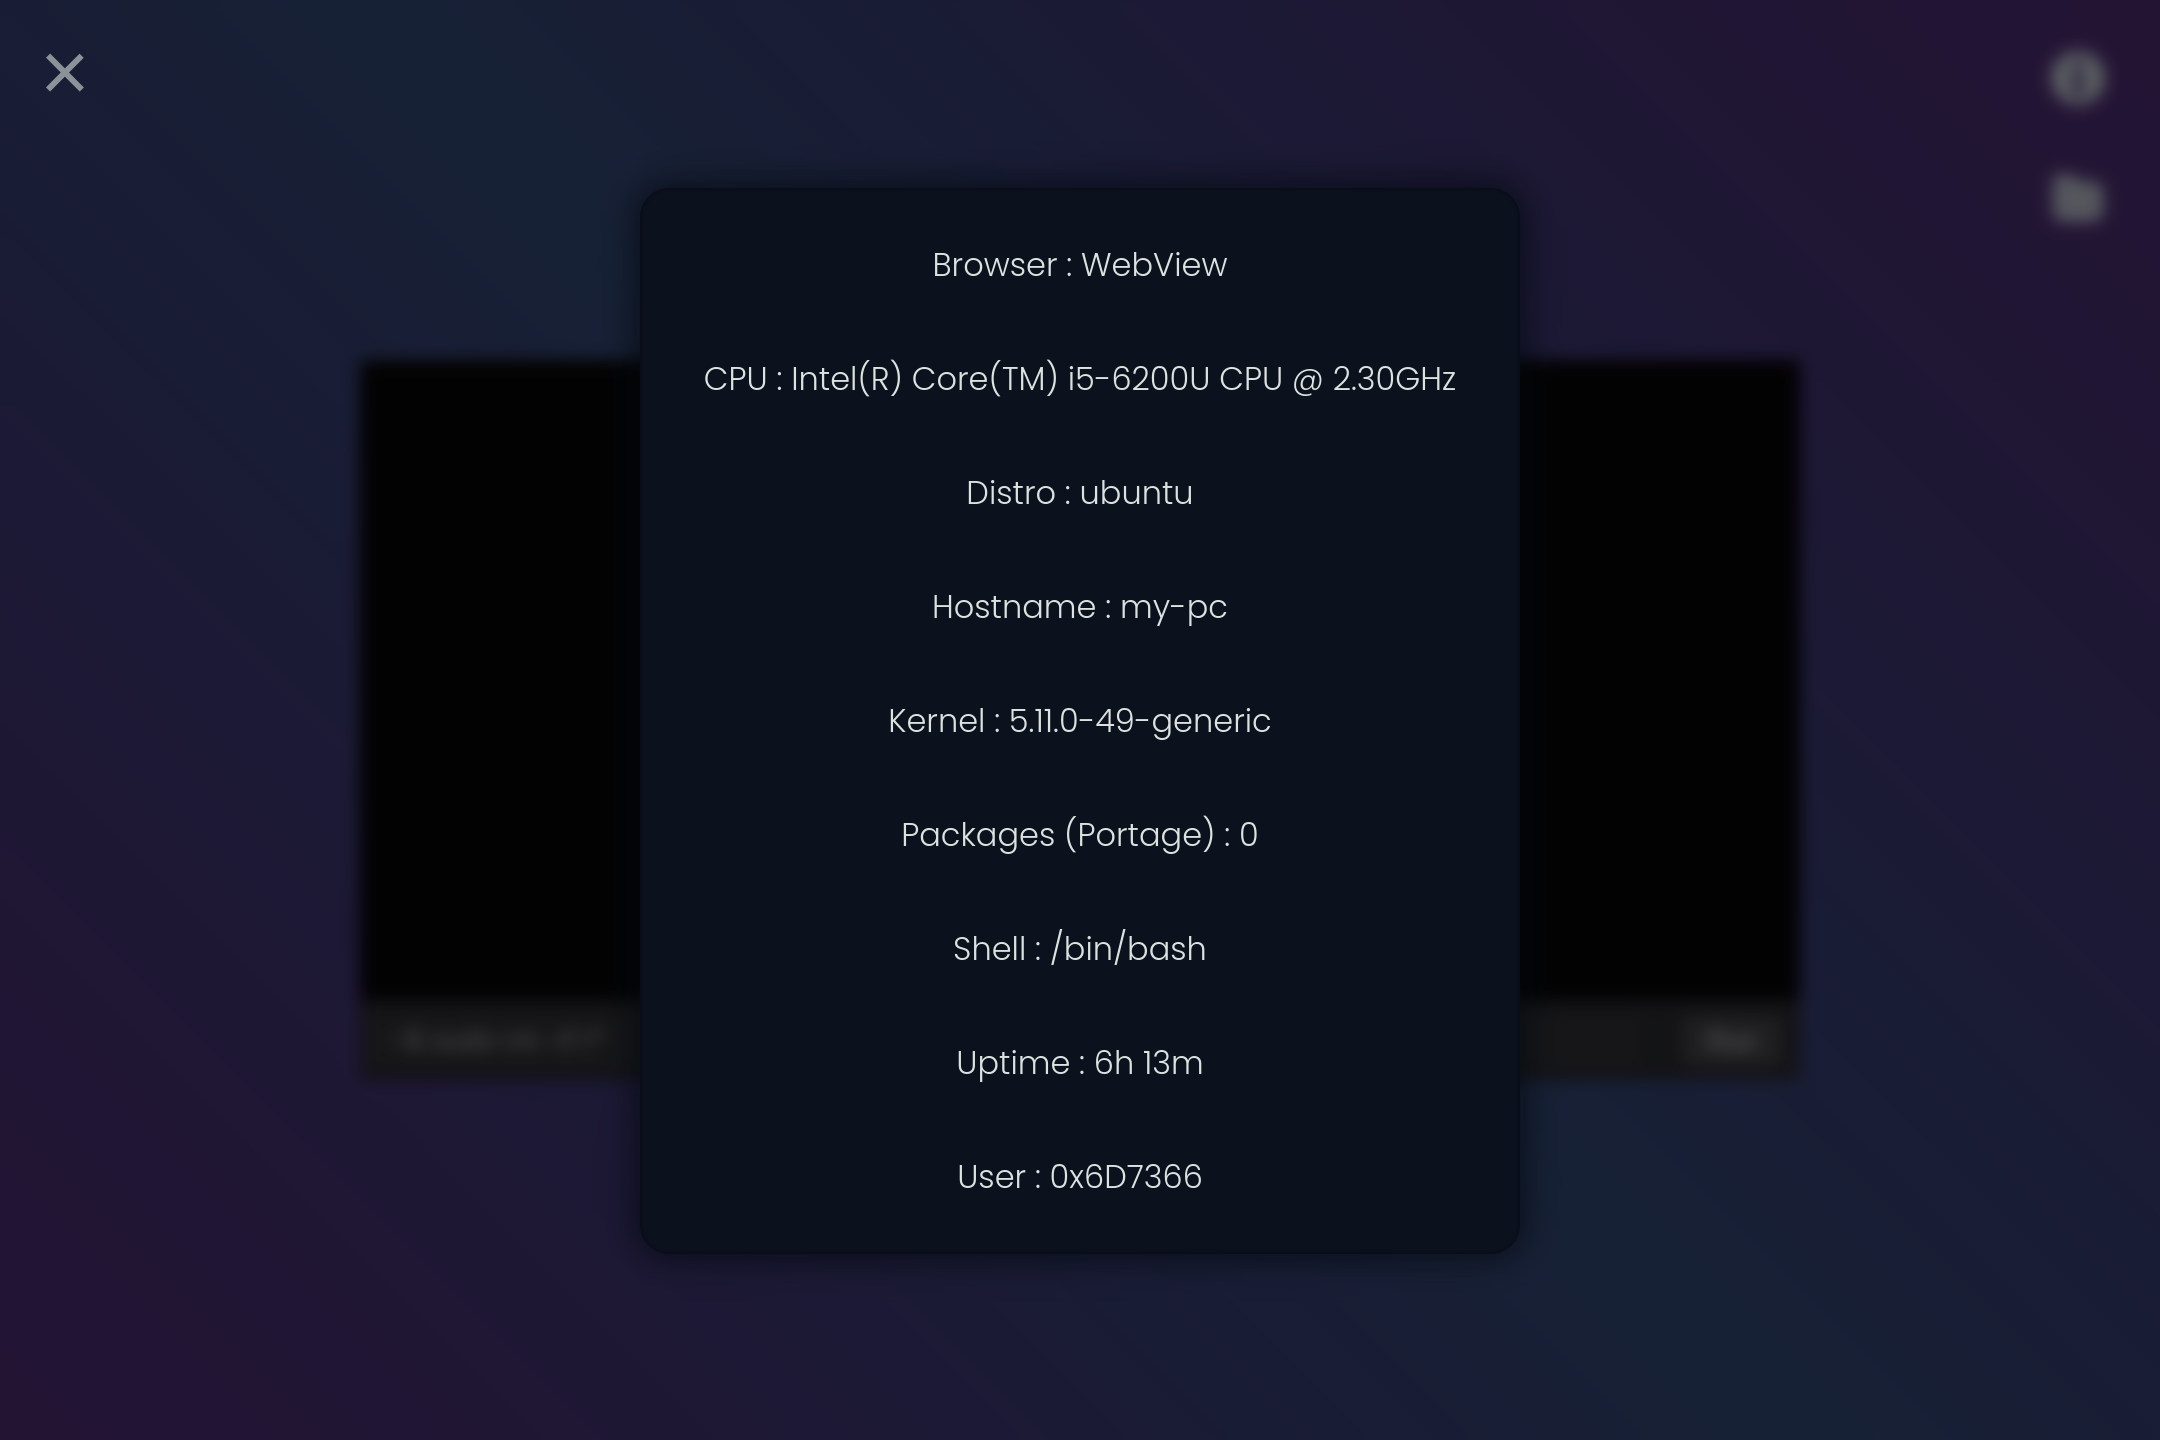 Browser : WebView
CPU : Intel(R) Core(TM) i5-6200U CPU @ 2.30GHz
Distro : ubuntu
Hostname : my-pc
Kernel : 5.11.0-49-generic
Packages (Portage) : 0
Shell : /bin/bash
Uptime : 6h 13m
User : 0x6D7366